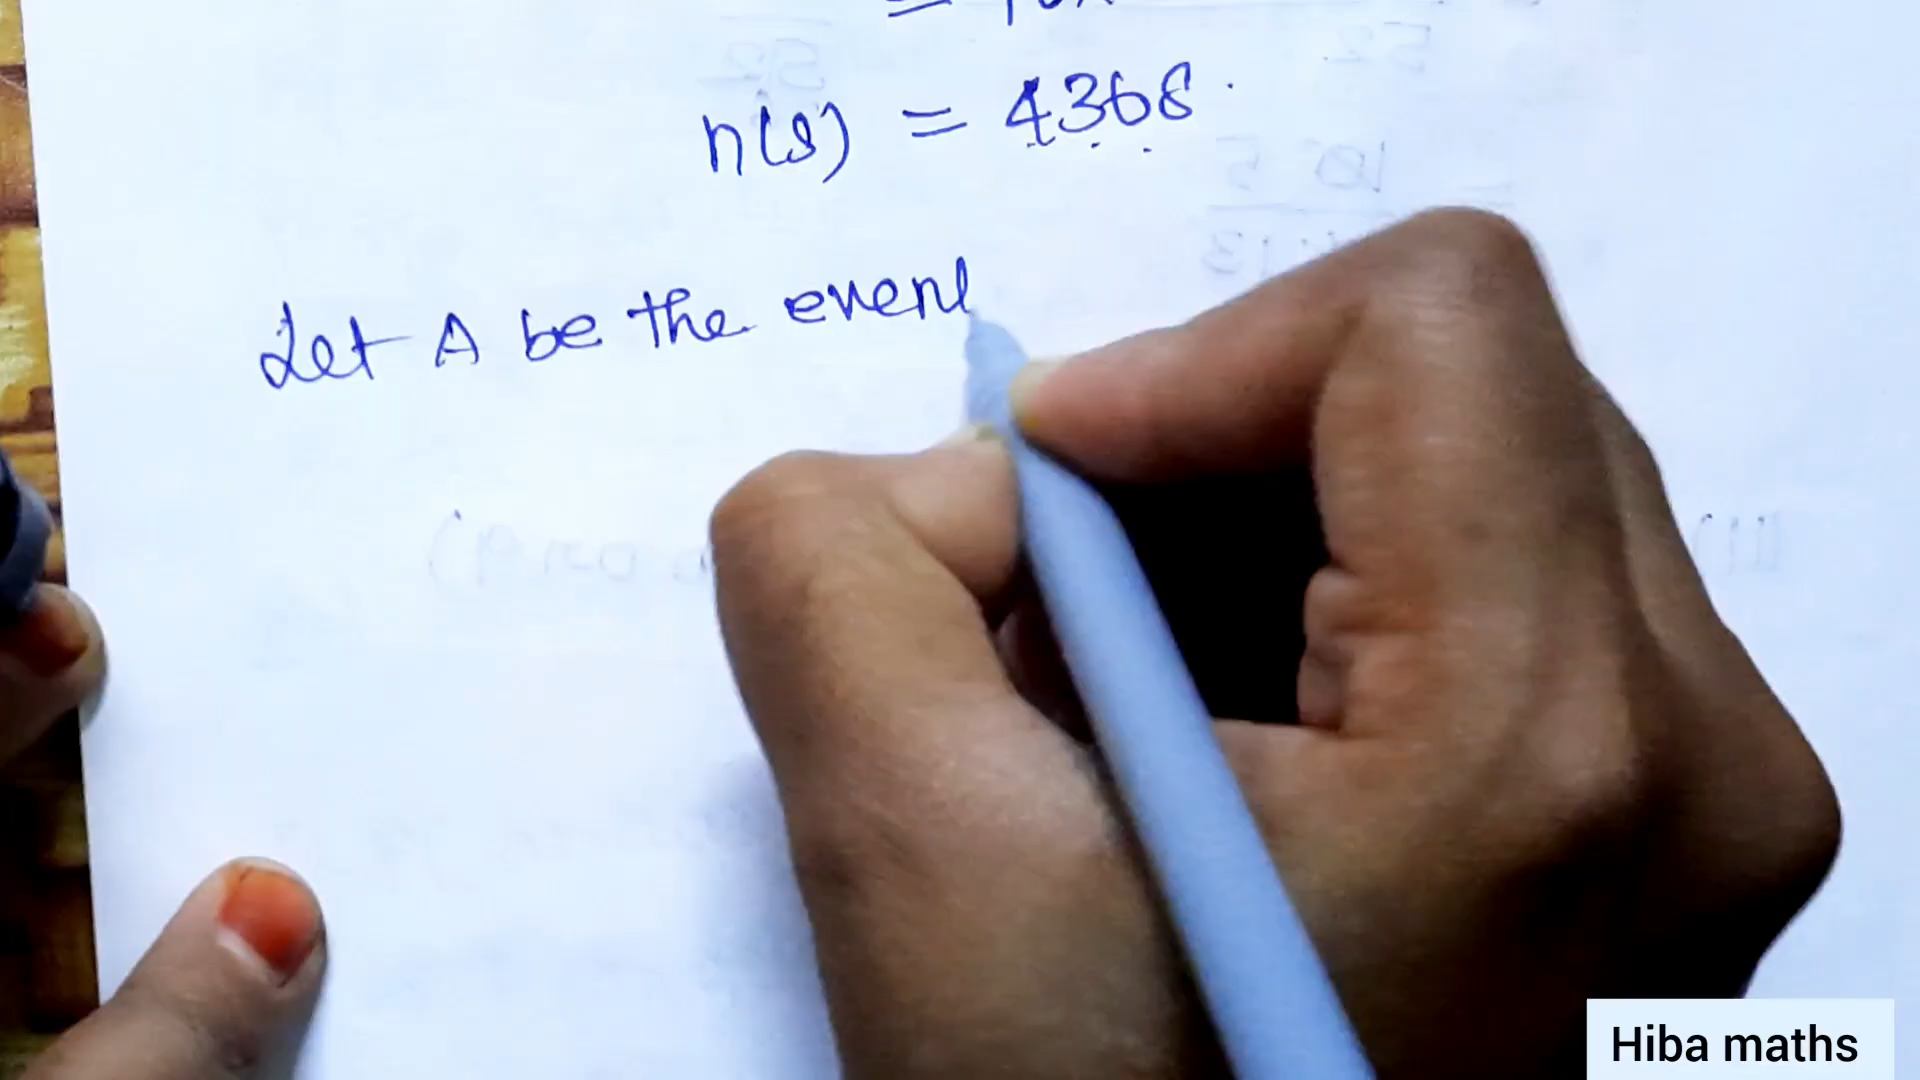 n(s) = 4368.
Let A be the event
Hiba maths